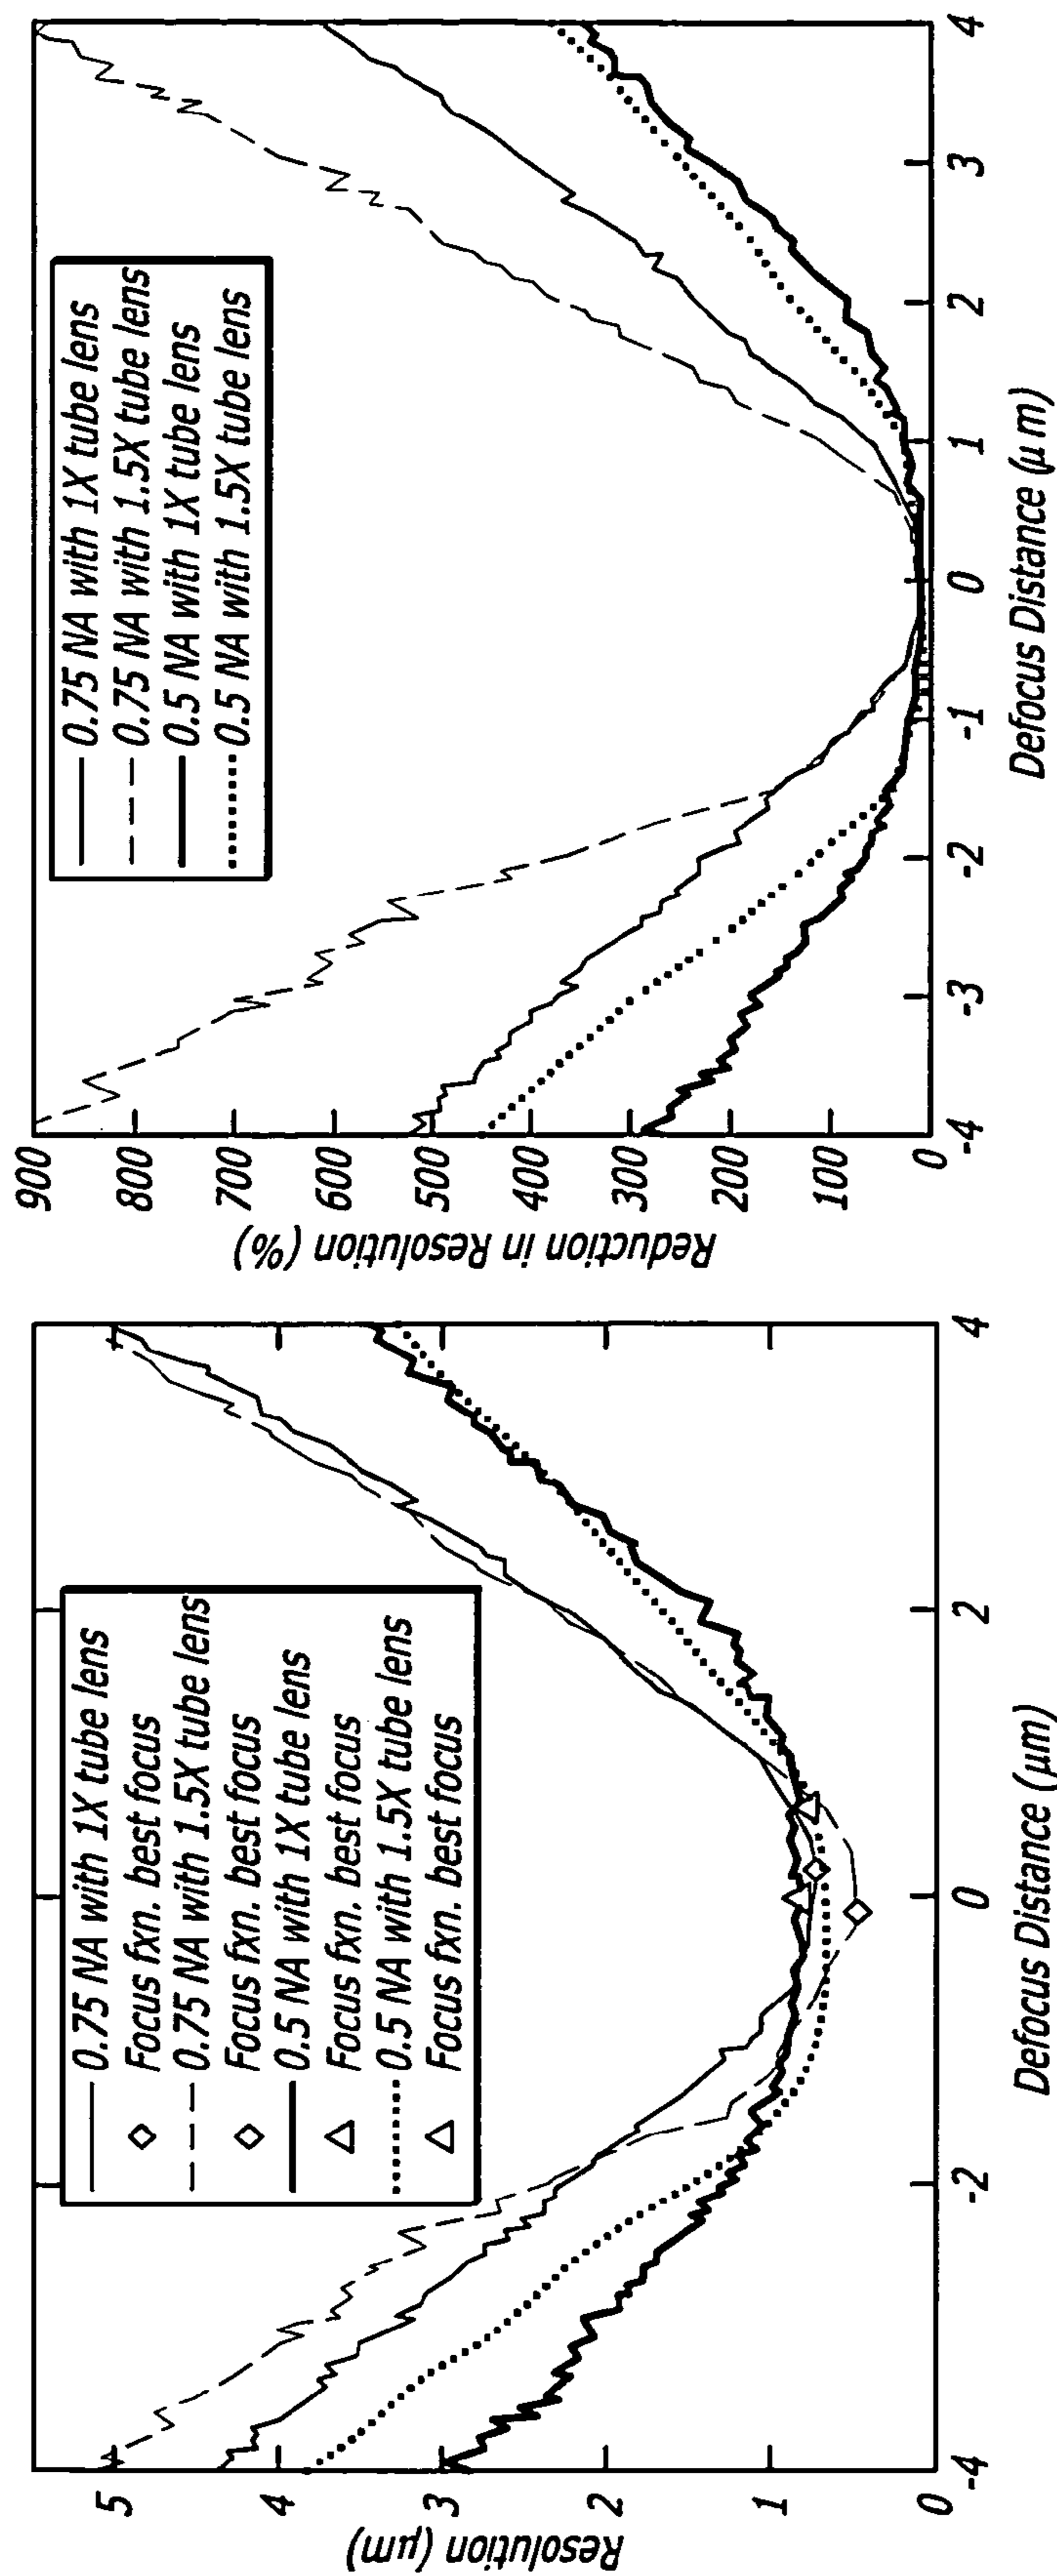 Resolution (μm)
5
4
3
2
1
0
-4
-2
0
2
4
Defocus Distance (μm)
0.75 NA with 1X tube lens
Focus fxn. best focus
0.75 NA with 1.5X tube lens
Focus fxn. best focus
0.5 NA with 1X tube lens
Focus fxn. best focus
0.5 NA with 1.5X tube lens
Focus fxn. best focus
Reduction in Resolution (%)
900
800
700
600
500
400
300
200
100
0
-4
-3
-2
-1
0
1
2
3
4
Defocus Distance (μ m)
0.75 NA with 1X tube lens
0.75 NA with 1.5X tube lens
0.5 NA with 1X tube lens
0.5 NA with 1.5X tube lens